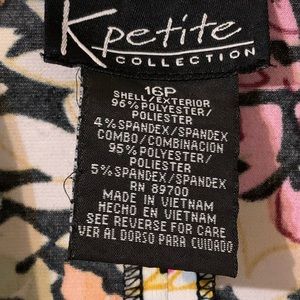 Kpetite
COLLECTION
16P
SHELL/EXTERIOR
96% POLYESTER/
POLIESTER
4% SPANDEX/SPANDEX
COMBO/COMBINACION
95% POLYESTER/
POLIESTER
5% SPANDEX/SPANDEX
RN 89700
MADE IN VIETNAM
HECHO EN VIETNAM
SEE REVERSE FOR CARE
VER AL DORSO PARA CUIDADO